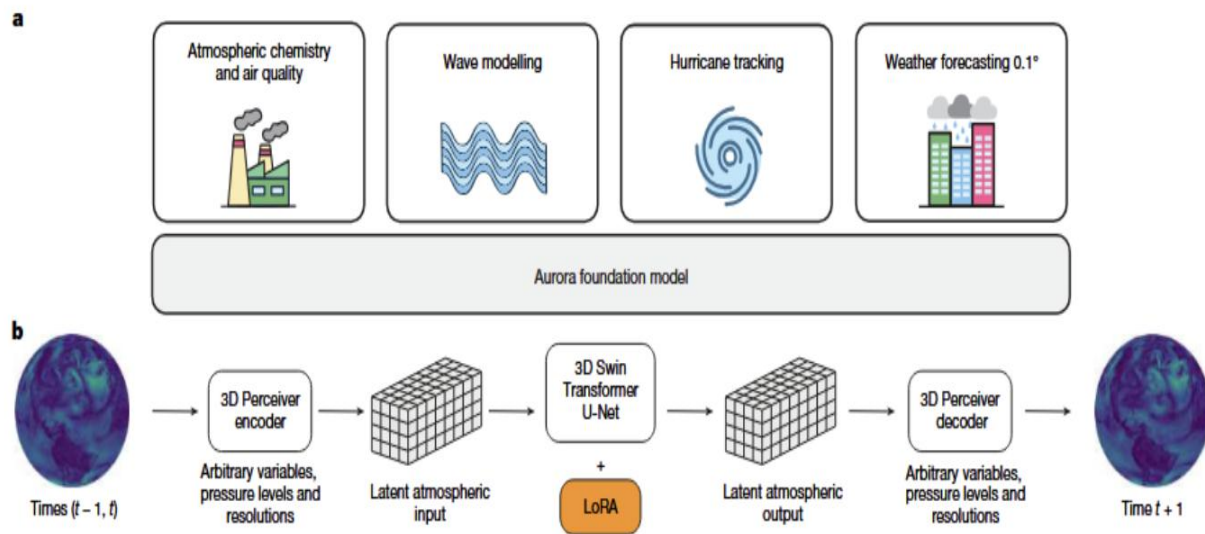 a
Atmospheric chemistry
and air quality
Wave modelling
Hurricane tracking
Weather forecasting 0.1°
Aurora foundation model
b
Times (t − 1, t)
3D Perceiver
encoder
Arbitrary variables,
pressure levels and
resolutions
Latent atmospheric
input
3D Swin
Transformer
U-Net
+
LoRA
Latent atmospheric
output
3D Perceiver
decoder
Arbitrary variables,
pressure levels and
resolutions
Time t + 1